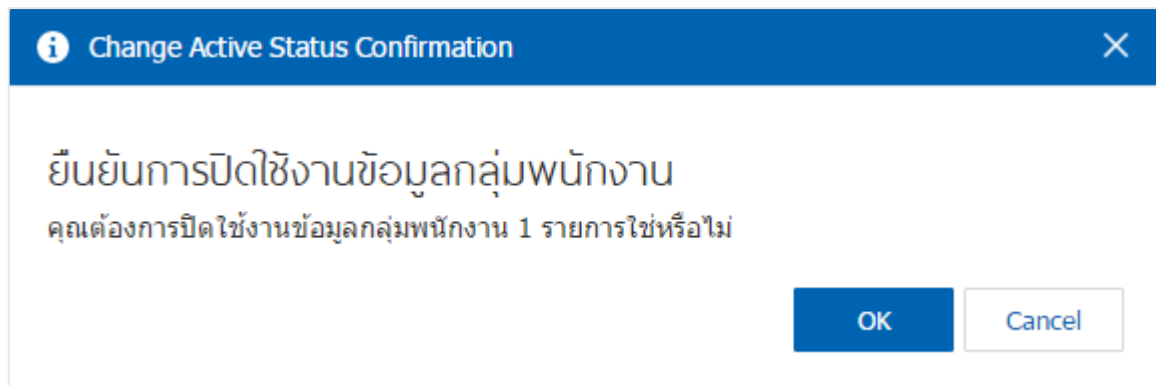 Change Active Status Confirmation
ยืนยันการปิดใช้งานข้อมูลกลุ่มพนักงาน
คุณต้องการปิดใช้งานข้อมูลกลุ่มพนักงาน 1 รายการใช่หรือไม่
OK Cancel